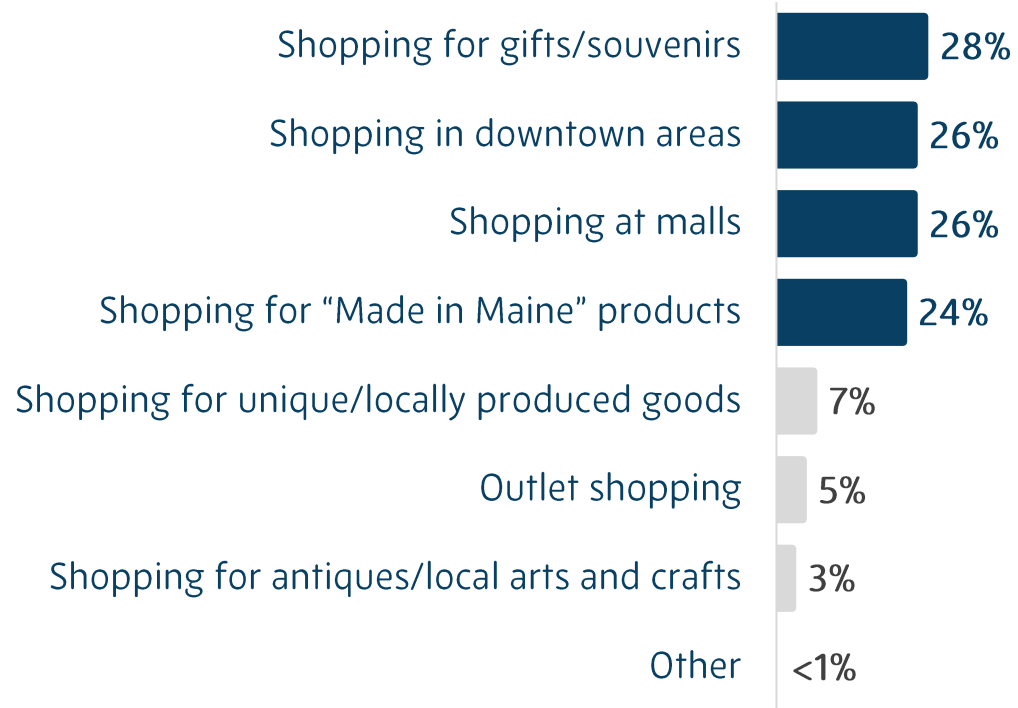 Shopping for gifts/souvenirs 28%
Shopping in downtown areas 26%
Shopping at malls 26%
Shopping for “Made in Maine” products 24%
Shopping for unique/locally produced goods 7%
Outlet shopping 5%
Shopping for antiques/local arts and crafts 3%
Other <1%